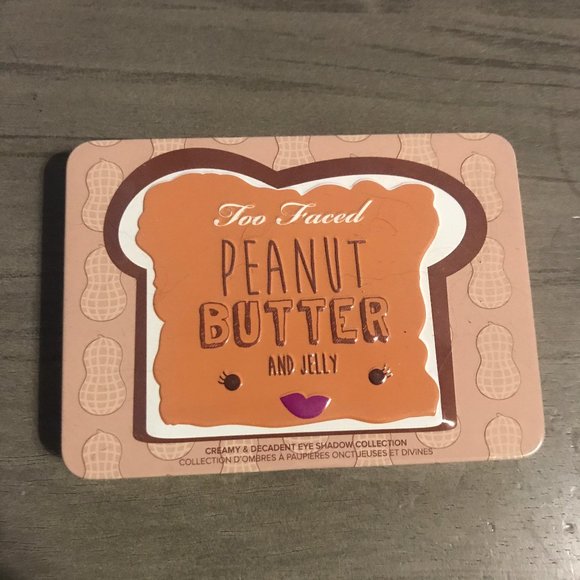 Too Faced
PEANUT
BUTTER
AND JELLY
CREAMY & DECADENT EYE SHADOW COLLECTION
COLLECTION D'OMBRES À PAUPIÈRES ONCTUEUSES ET DIVINES